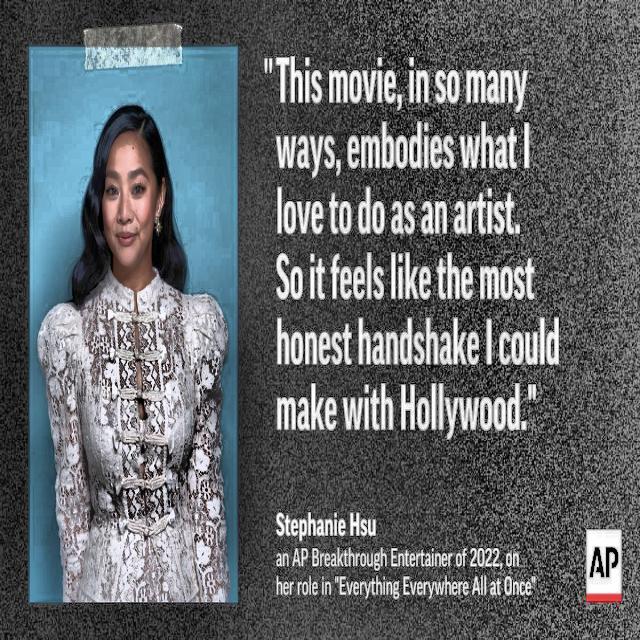 "This movie, in so many
ways, embodies what I
love to do as an artist.
So it feels like the most
honest handshake I could
make with Hollywood."
Stephanie Hsu
an AP Breakthrough Entertainer of 2022, on
her role in "Everything Everywhere All at Once"
AP